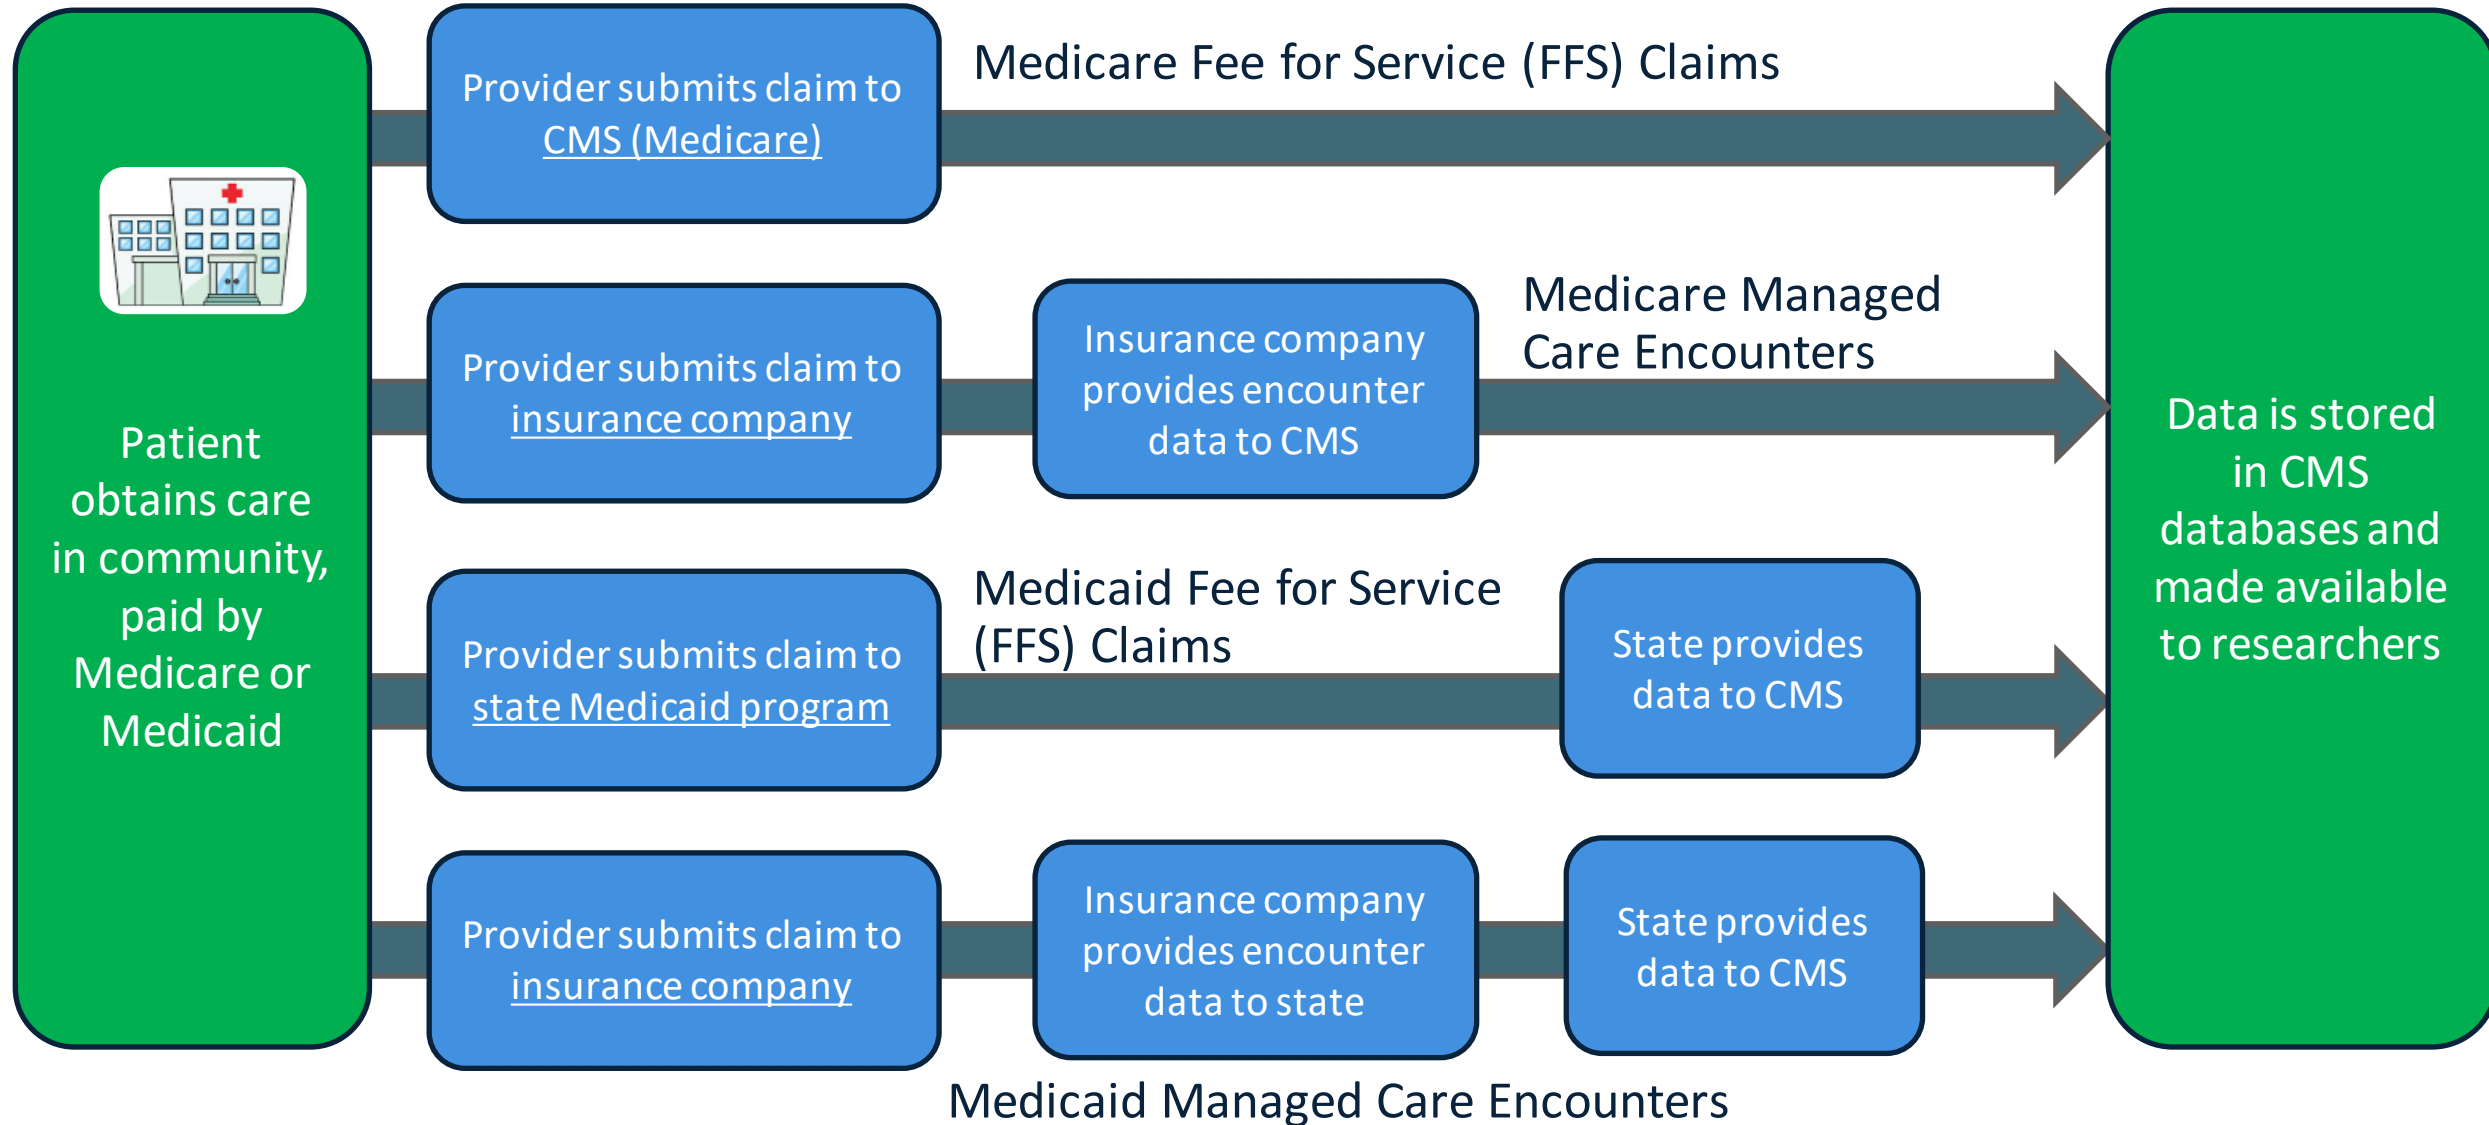 Patient
obtains care
in community,
paid by
Medicare or
Medicaid
Provider submits claim to
CMS (Medicare)
Medicare Fee for Service (FFS) Claims
Provider submits claim to
insurance company
Insurance company
provides encounter
data to CMS
Medicare Managed
Care Encounters
Provider submits claim to
state Medicaid program
Medicaid Fee for Service
(FFS) Claims
State provides
data to CMS
Provider submits claim to
insurance company
Insurance company
provides encounter
data to state
State provides
data to CMS
Medicaid Managed Care Encounters
Data is stored
in CMS
databases and
made available
to researchers